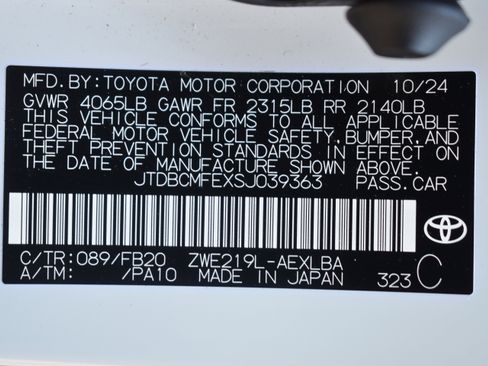 MFD. BY: TOYOTA MOTOR CORPORATION 10/24
GVWR 4065LB GAWR FR 2315LB RR 2140LB
THIS VEHICLE CONFORMS TO ALL APPLICABLE
FEDERAL MOTOR VEHICLE SAFETY, BUMPER, AND
THEFT PREVENTION STANDARDS IN EFFECT ON
THE DATE OF MANUFACTURE SHOWN ABOVE.
JTDBCMFEXSJ039363 PASS.CAR
C/TR: 089/FB20 ZWE219L-AEXLBA
A/TM: /PA10 MADE IN JAPAN 323 C